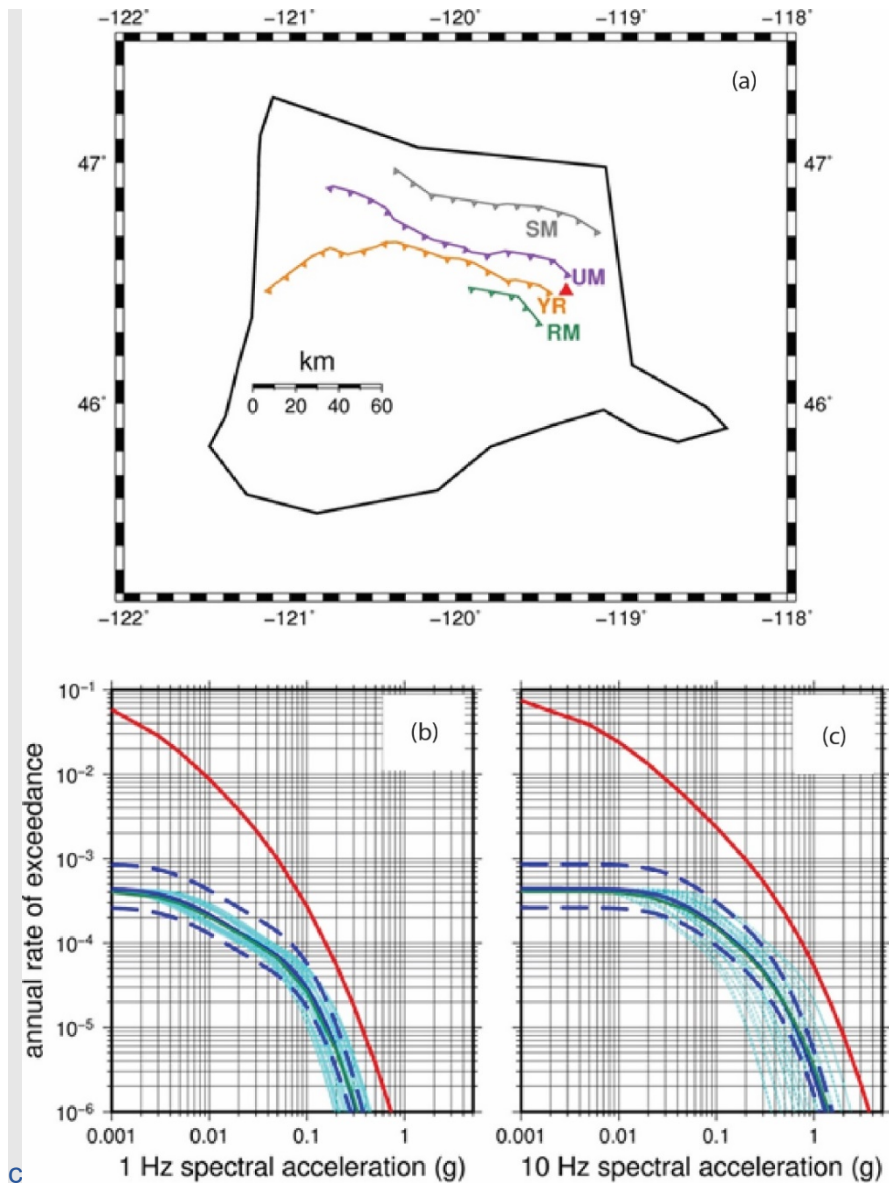 -122° -121° -120° -119° -118°
(a)
47° 47°
SM
UM
YR
RM
km
0 20 40 60
46° 46°
-122° -121° -120° -119° -118°
annual rate of exceedance
10⁻¹
10⁻²
10⁻³
10⁻⁴
10⁻⁵
10⁻⁶
(b)
0.001 0.01 0.1 1
1 Hz spectral acceleration (g)
(c)
0.001 0.01 0.1 1
10 Hz spectral acceleration (g)
C